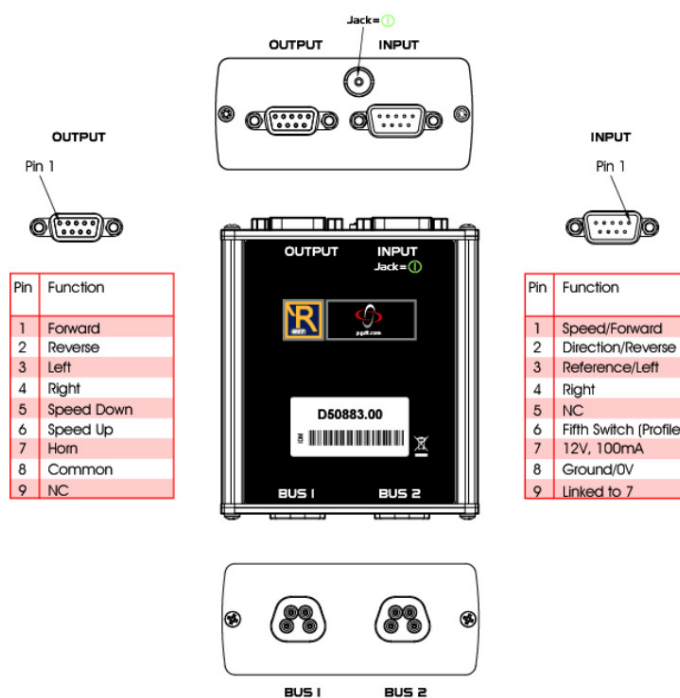 Jack=
OUTPUT INPUT
OUTPUT
Pin 1
INPUT
Pin 1
OUTPUT INPUT
Jack=
R
pgdt.com
D50883.00
BUS 1 BUS 2
Pin Function
1 Forward
2 Reverse
3 Left
4 Right
5 Speed Down
6 Speed Up
7 Horn
8 Common
9 NC
Pin Function
1 Speed/Forward
2 Direction/Reverse
3 Reference/Left
4 Right
5 NC
6 Fifth Switch (Profile
7 12V, 100mA
8 Ground/0V
9 Linked to 7
BUS 1 BUS 2